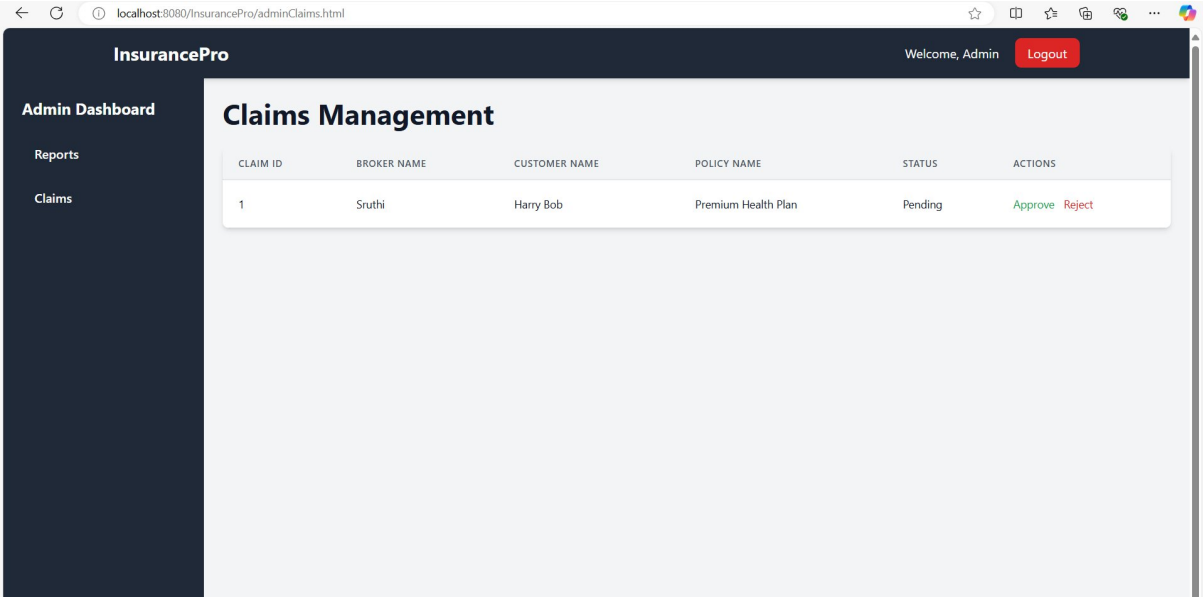 localhost:8080/InsurancePro/adminClaims.html
InsurancePro
Welcome, Admin
Logout
Admin Dashboard
Reports
Claims
Claims Management
CLAIM ID BROKER NAME CUSTOMER NAME POLICY NAME STATUS ACTIONS
1 Sruthi Harry Bob Premium Health Plan Pending Approve Reject